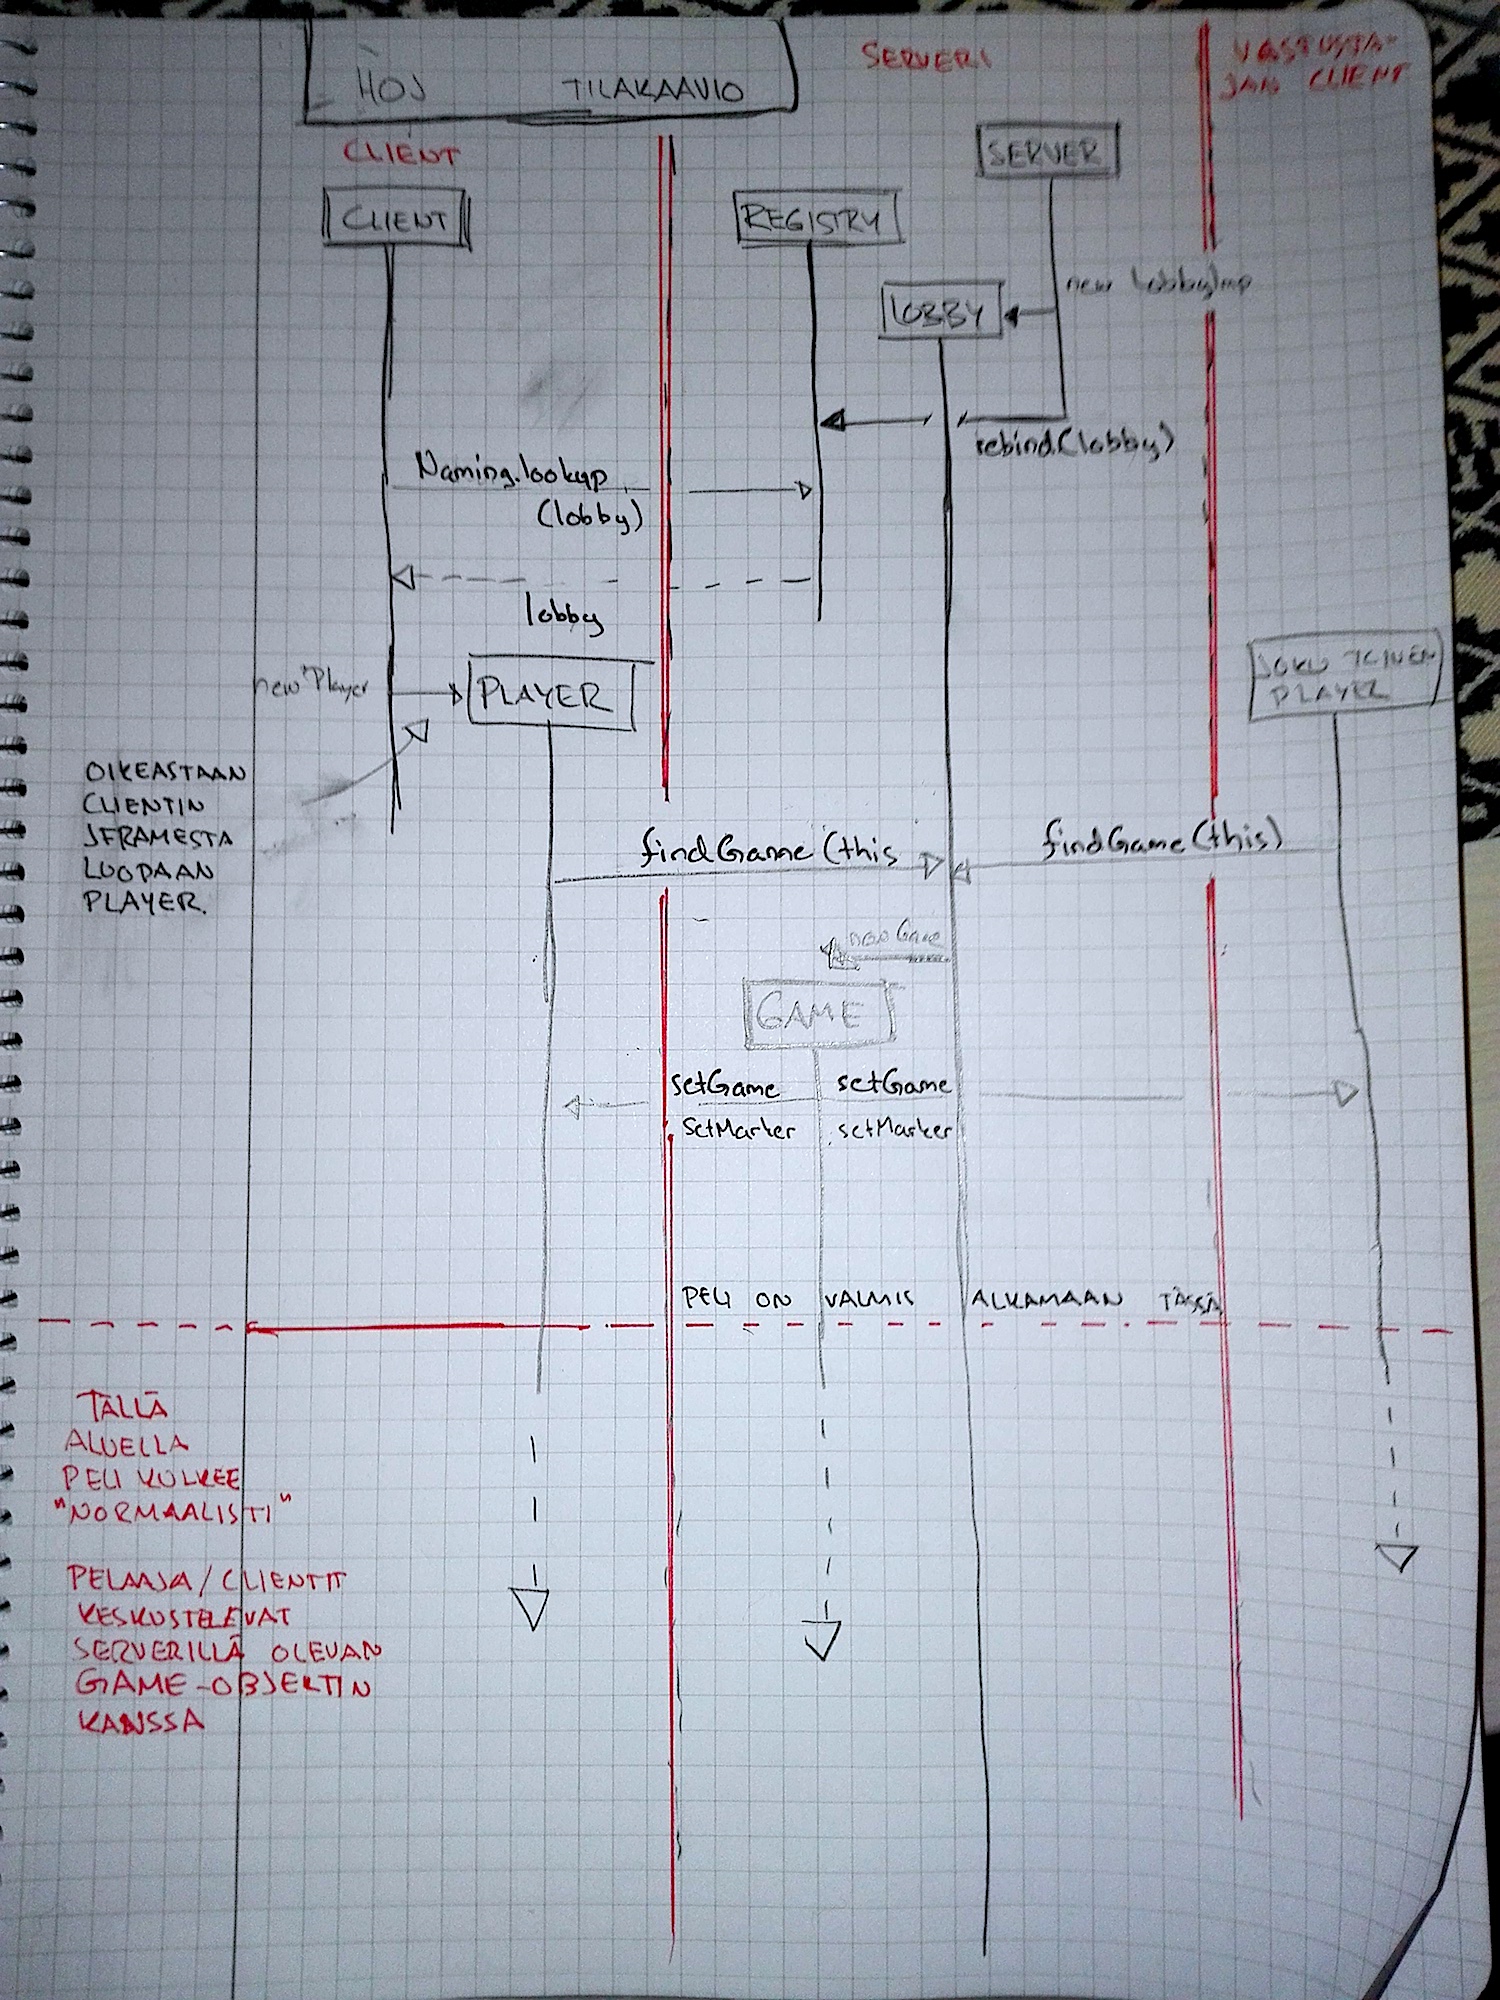 HOJ TILAKAAVIO
SERVERI
VASTUSTA-
JAN CLIENT
CLIENT
SERVER
CLIENT
REGISTRY
new LobbyImp
LOBBY
rebind(lobby)
Naming.lookup
(lobby)
lobby
JOKU TOINEN
PLAYER
new Player
PLAYER
OIKEASTAAN
CLIENTIN
JFRAMESTA
LUODAAN
PLAYER.
findGame(this
findGame(this)
new Game
GAME
setGame
setGame
SetMarker
setMarker
PELI ON VALMIS ALKAMAAN TÄSSÄ
TÄLLÄ
ALUELLA
PELI KULKEE
"NORMAALISTI"
PELAAJA/CLIENTIT
KESKUSTELEVAT
SERVERILLÄ OLEVAN
GAME-OBJEKTIN
KANSSA